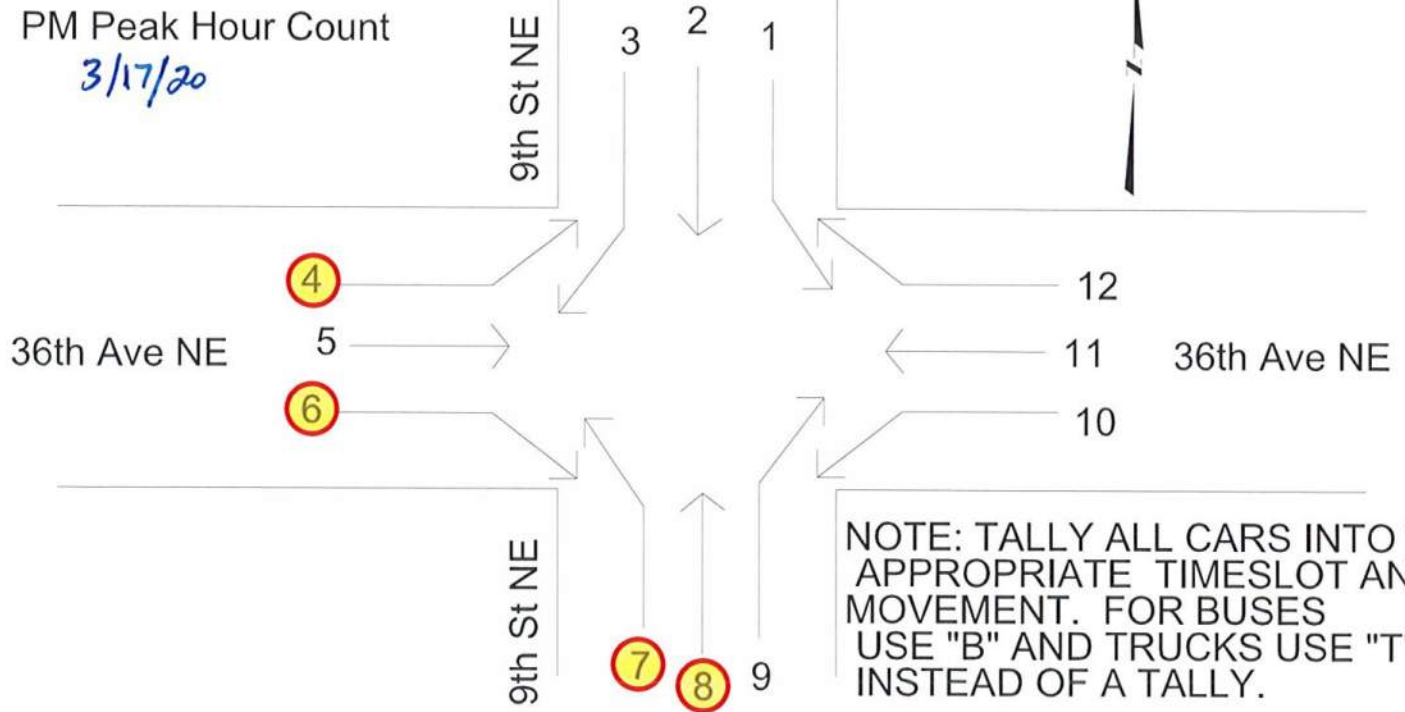 PM Peak Hour Count
3/17/20
9th St NE
3
2
1
N
4
5
6
36th Ave NE
12
11
10
36th Ave NE
9th St NE
7
8
9
NOTE: TALLY ALL CARS INTO
APPROPRIATE TIMESLOT AN
MOVEMENT. FOR BUSES
USE "B" AND TRUCKS USE "T
INSTEAD OF A TALLY.